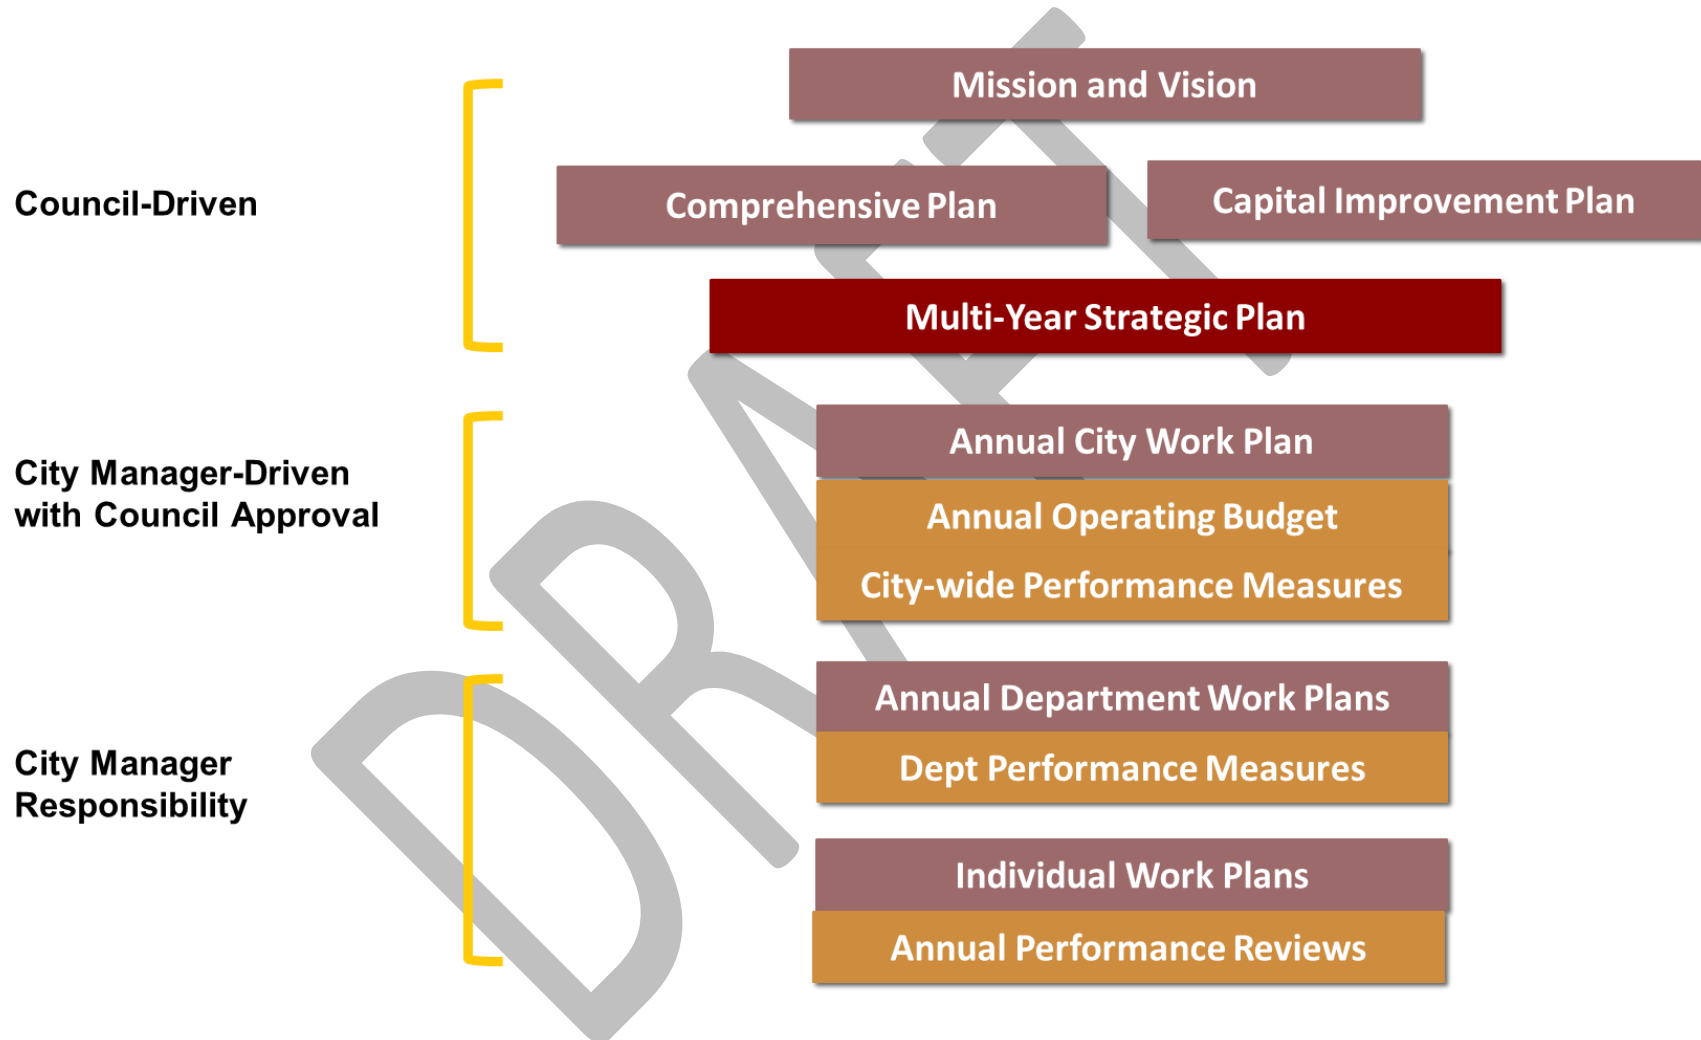 Mission and Vision
Council-Driven
Comprehensive Plan
Capital Improvement Plan
Multi-Year Strategic Plan
City Manager-Driven
with Council Approval
Annual City Work Plan
Annual Operating Budget
City-wide Performance Measures
City Manager
Responsibility
Annual Department Work Plans
Dept Performance Measures
Individual Work Plans
Annual Performance Reviews
DRAFT